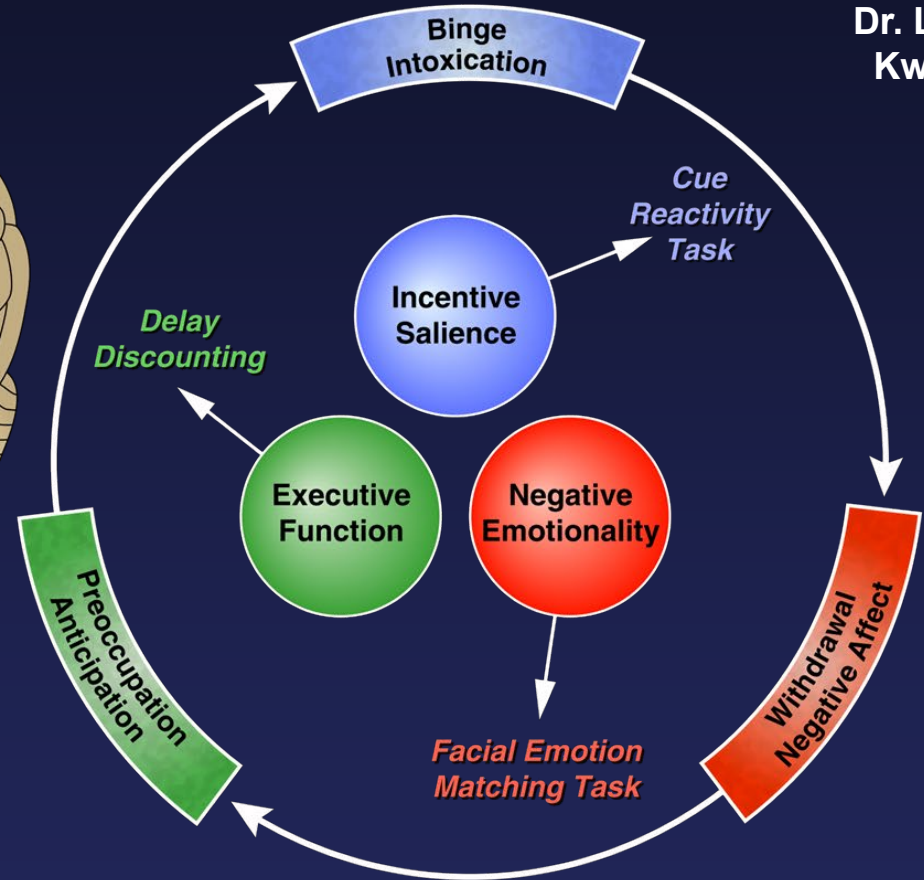 Dr. L
Kw
Binge
Intoxication
Cue
Reactivity
Task
Incentive
Salience
Delay
Discounting
Executive
Function
Negative
Emotionality
Preoccupation
Anticipation
Withdrawal
Negative Affect
Facial Emotion
Matching Task